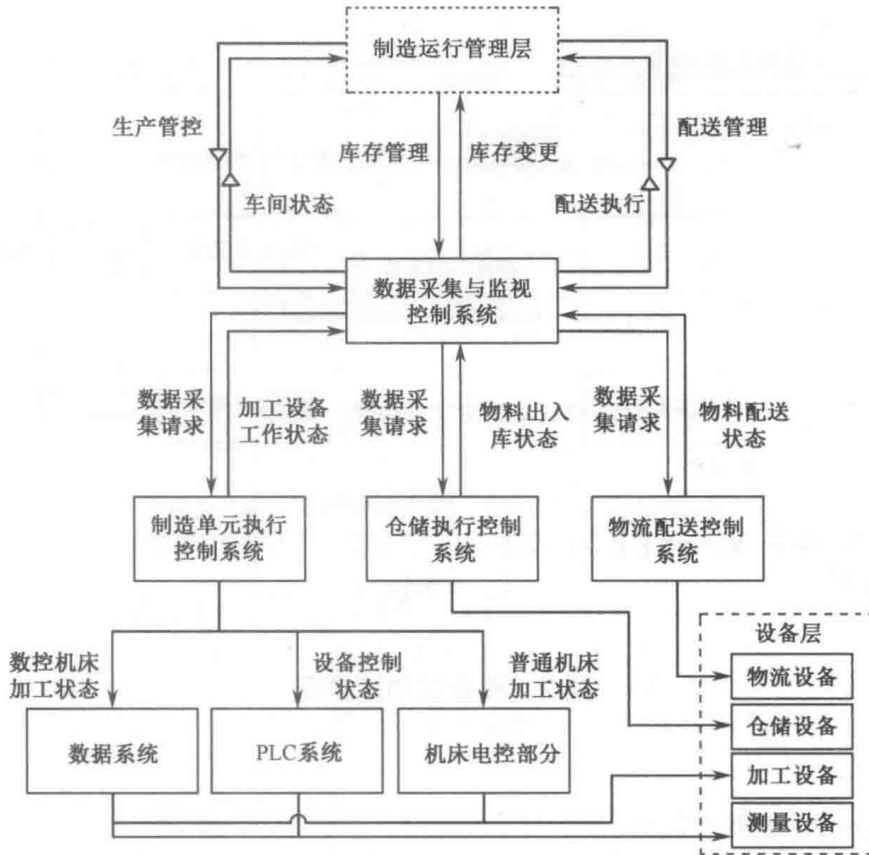 制造运行管理层
生产管控
库存管理
库存变更
配送管理
车间状态
配送执行
数据采集与监视
控制系统
数据采
集请求
加工设备
工作状态
数据采
集请求
物料出入
库状态
数据采
集请求
物料配送
状态
制造单元执行
控制系统
仓储执行控制
系统
物流配送控制
系统
设备层
数控机床
加工状态
设备控制
状态
普通机床
加工状态
物流设备
仓储设备
加工设备
测量设备
数据系统
PLC系统
机床电控部分